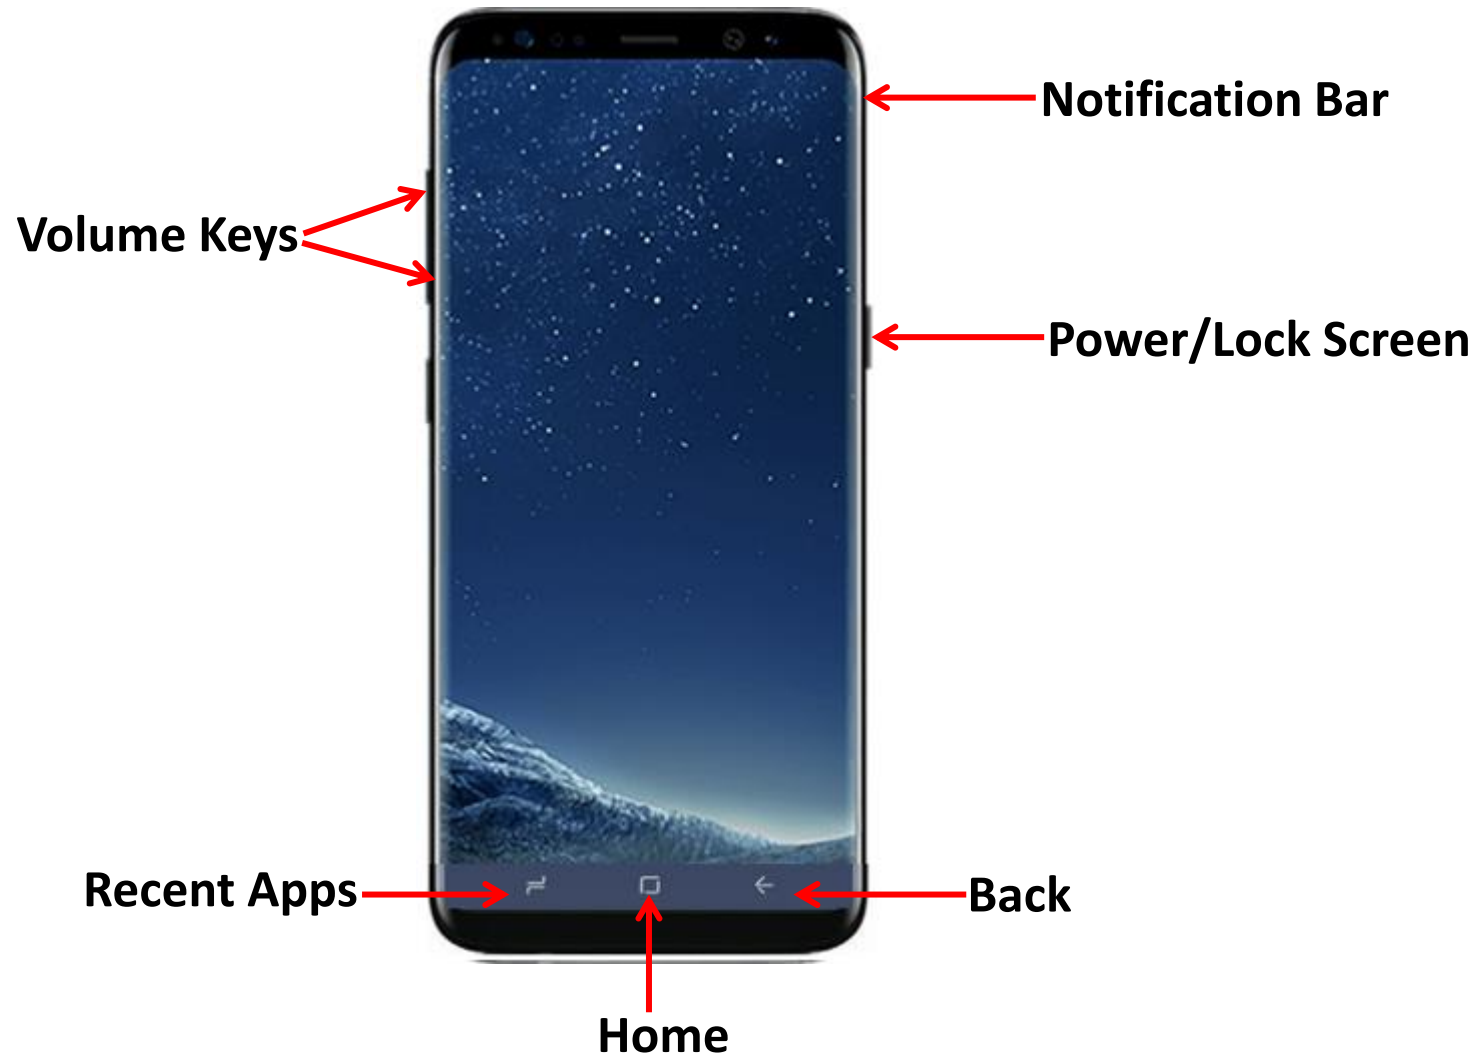 Notification Bar
Volume Keys
Power/Lock Screen
Recent Apps
Back
Home